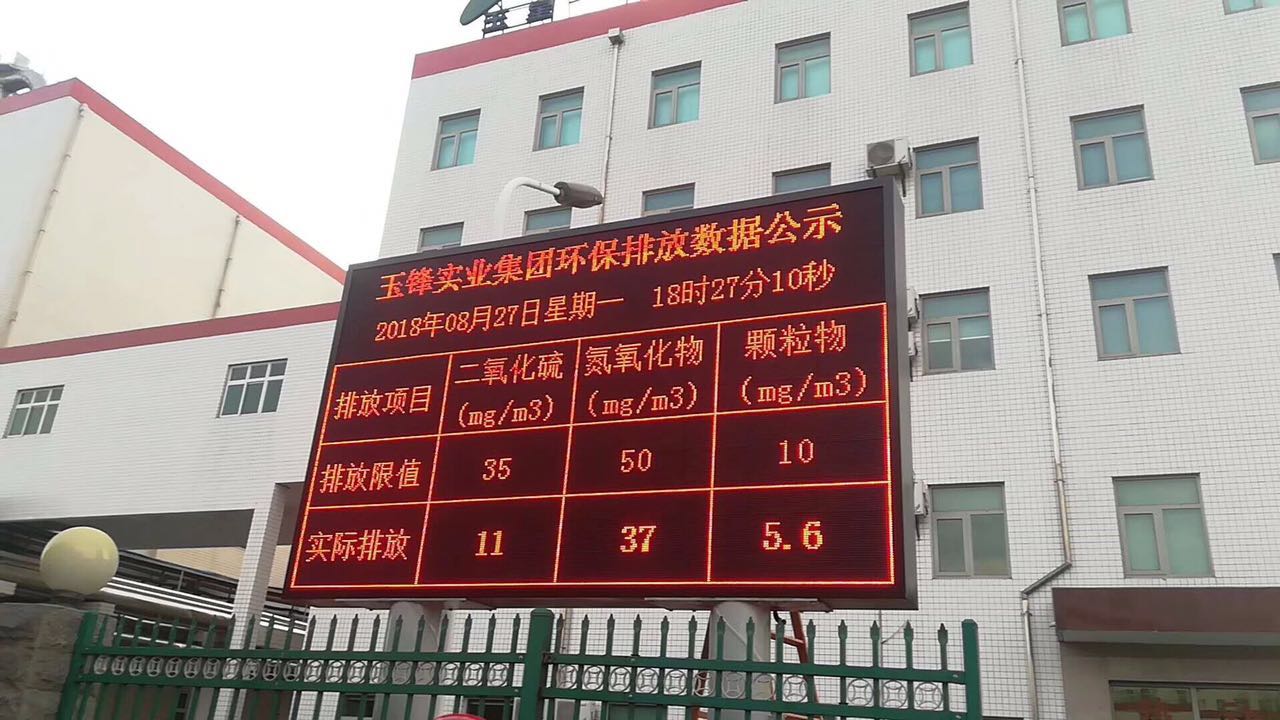 玉锋实业集团环保排放数据公示
2018年08月27日星期一 18时27分10秒
排放项目 二氧化硫 (mg/m3) 氮氧化物 (mg/m3) 颗粒物 (mg/m3)
排放限值 35 50 10
实际排放 11 37 5.6